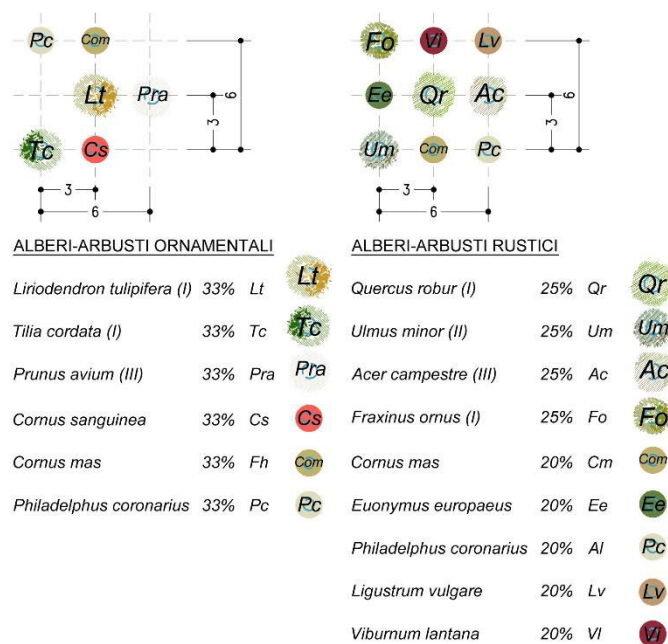 Pc Com
Lt Pra
Tc Cs
3
6
3
6
Fo Vi Lv
Ee Qr Ac
Um Com Pc
3
6
3
6
ALBERI-ARBUSTI ORNAMENTALI
Liriodendron tulipifera (I) 33% Lt Lt
Tilia cordata (I) 33% Tc Tc
Prunus avium (III) 33% Pra Pra
Cornus sanguinea 33% Cs Cs
Cornus mas 33% Fh Com
Philadelphus coronarius 33% Pc Pc
ALBERI-ARBUSTI RUSTICI
Quercus robur (I) 25% Qr Qr
Ulmus minor (II) 25% Um Um
Acer campestre (III) 25% Ac Ac
Fraxinus ornus (I) 25% Fo Fo
Cornus mas 20% Cm Com
Euonymus europaeus 20% Ee Ee
Philadelphus coronarius 20% Al Pc
Ligustrum vulgare 20% Lv Lv
Viburnum lantana 20% Vl Vi